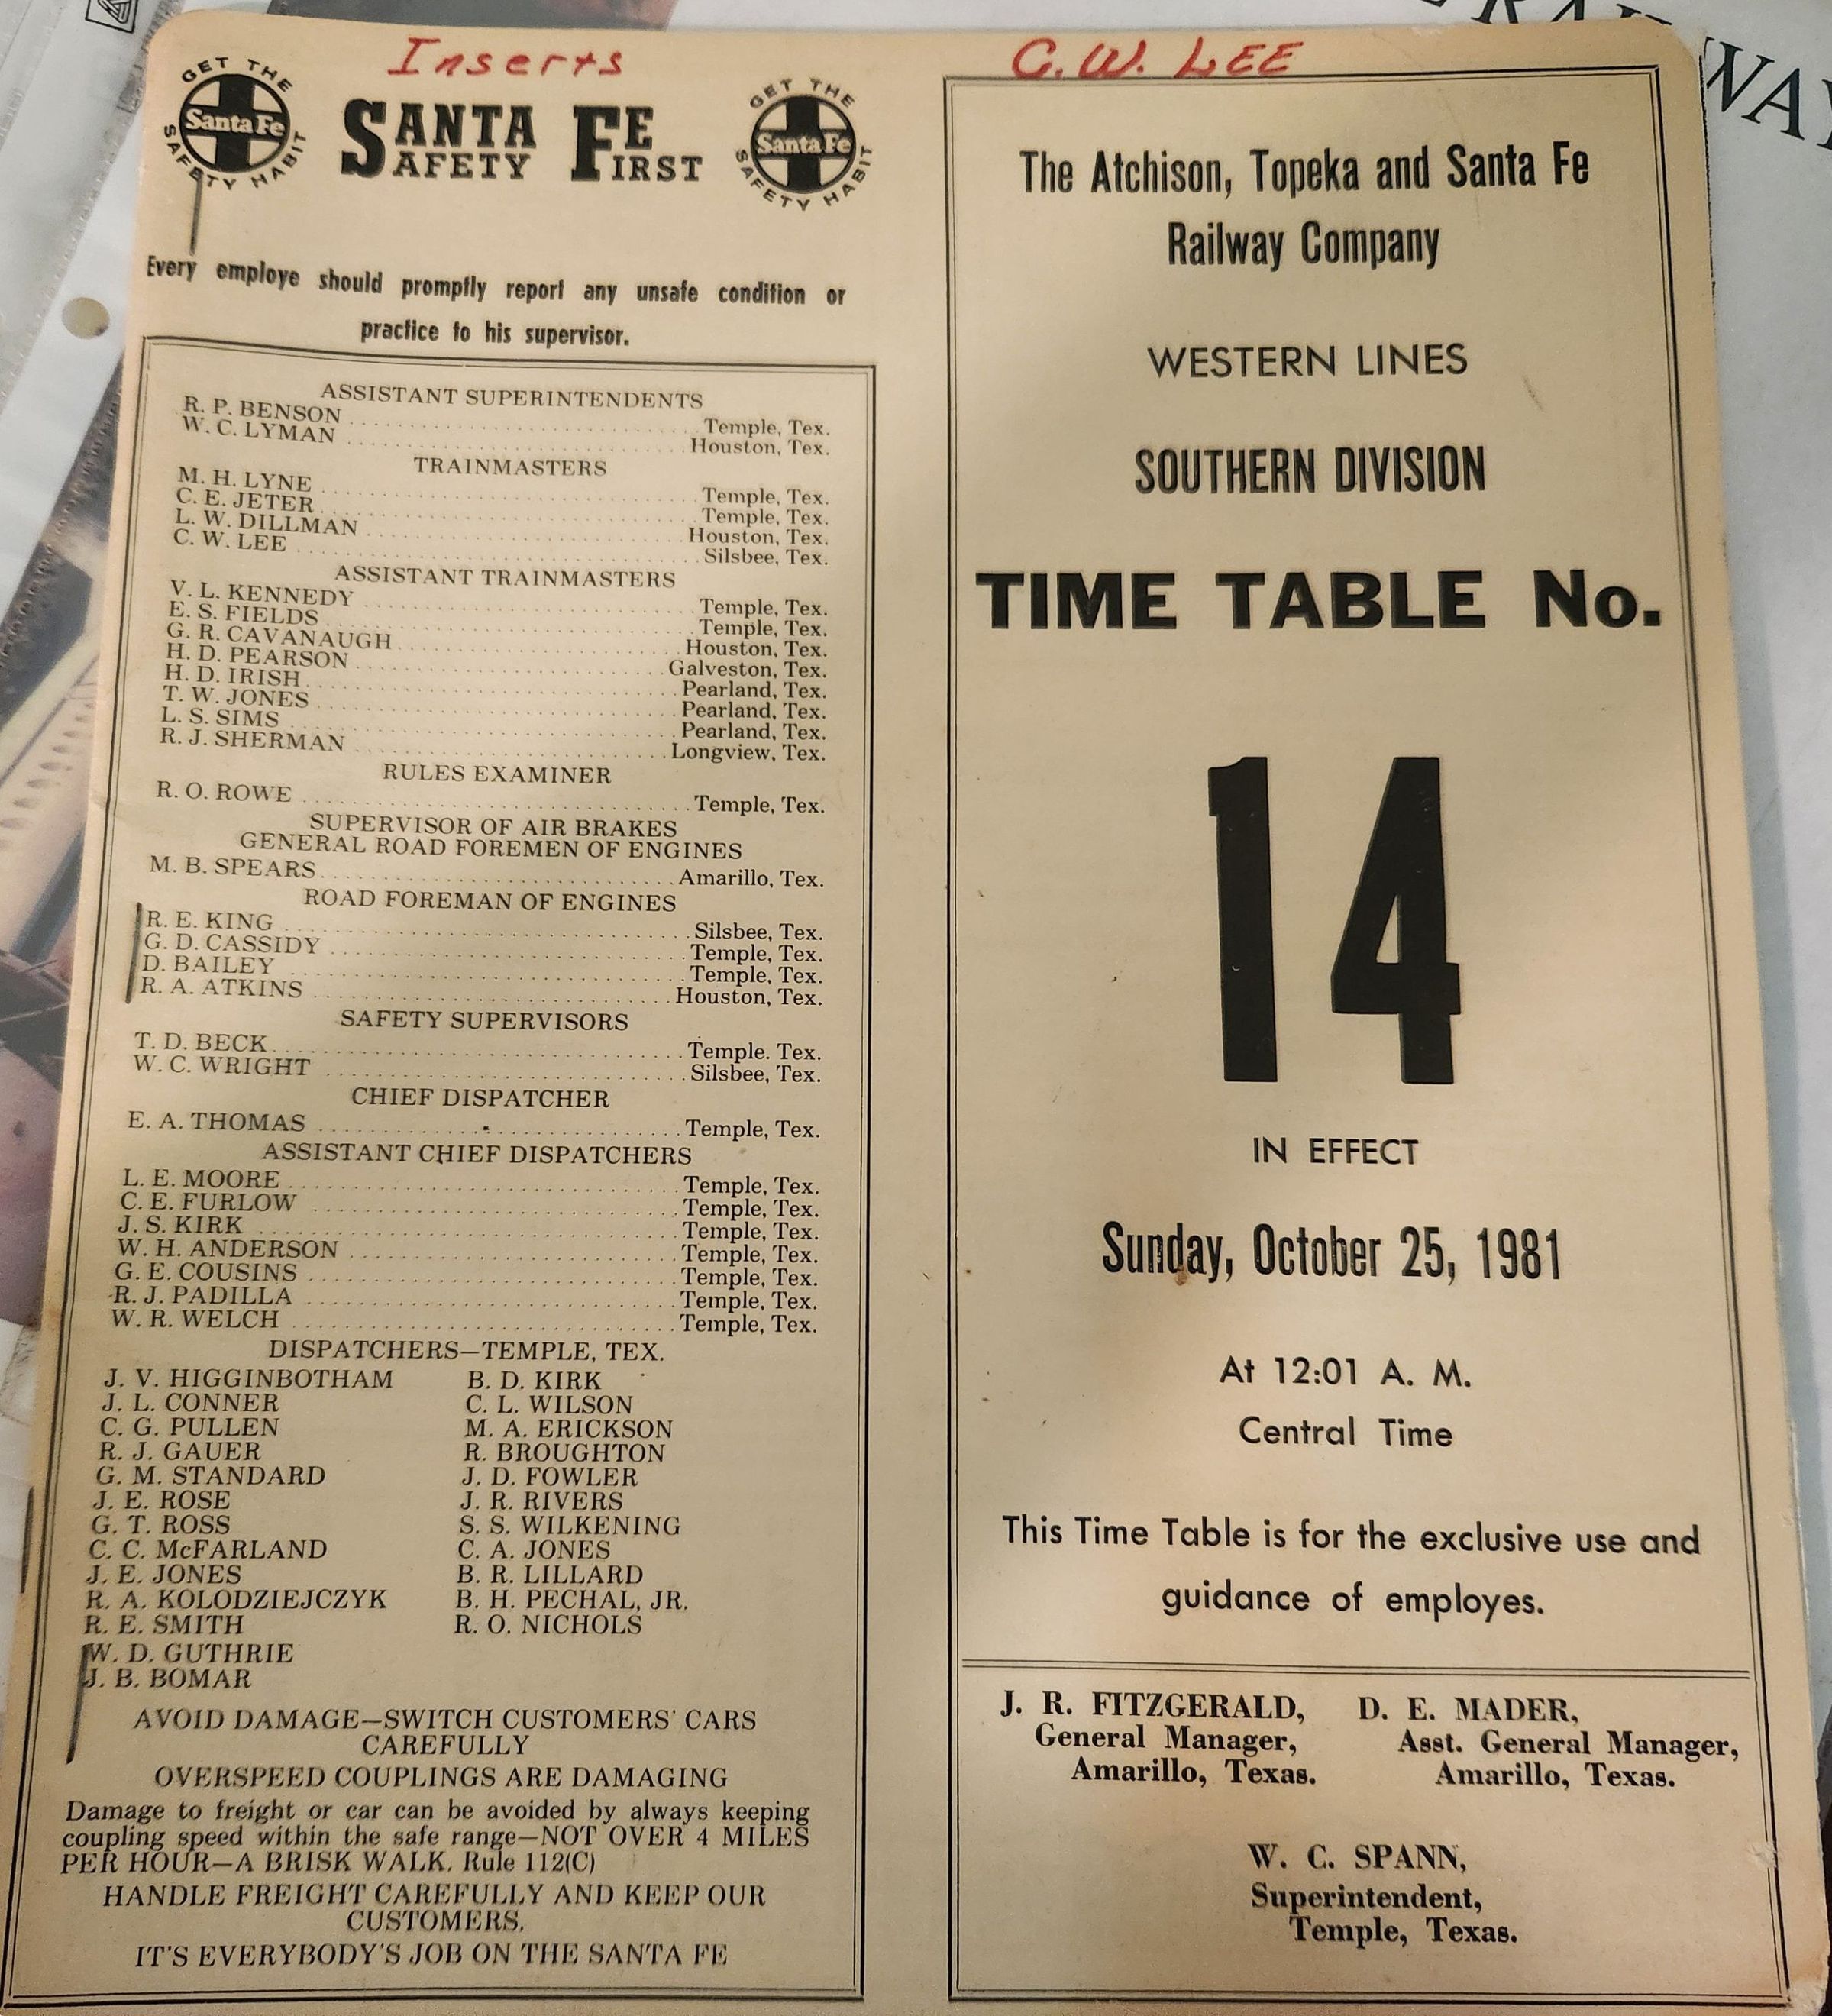 Inserts
GET THE SAFETY HABIT
Santa Fe
SANTA FE
SAFETY FIRST
GET THE SAFETY HABIT
Santa Fe
Every employe should promptly report any unsafe condition or
practice to his supervisor.
ASSISTANT SUPERINTENDENTS
R. P. BENSON Temple, Tex.
W. C. LYMAN Houston, Tex.
TRAINMASTERS
M. H. LYNE Temple, Tex.
C. E. JETER Temple, Tex.
L. W. DILLMAN Houston, Tex.
C. W. LEE Silsbee, Tex.
ASSISTANT TRAINMASTERS
V. L. KENNEDY Temple, Tex.
E. S. FIELDS Temple, Tex.
G. R. CAVANAUGH Houston, Tex.
H. D. PEARSON Galveston, Tex.
H. D. IRISH Pearland, Tex.
T. W. JONES Pearland, Tex.
L. S. SIMS Pearland, Tex.
R. J. SHERMAN Longview, Tex.
RULES EXAMINER
R. O. ROWE Temple, Tex.
SUPERVISOR OF AIR BRAKES
GENERAL ROAD FOREMEN OF ENGINES
M. B. SPEARS Amarillo, Tex.
ROAD FOREMAN OF ENGINES
R. E. KING Silsbee, Tex.
G. D. CASSIDY Temple, Tex.
D. BAILEY Temple, Tex.
R. A. ATKINS Houston, Tex.
SAFETY SUPERVISORS
T. D. BECK Temple. Tex.
W. C. WRIGHT Silsbee, Tex.
CHIEF DISPATCHER
E. A. THOMAS Temple, Tex.
ASSISTANT CHIEF DISPATCHERS
L. E. MOORE Temple, Tex.
C. E. FURLOW Temple, Tex.
J. S. KIRK Temple, Tex.
W. H. ANDERSON Temple, Tex.
G. E. COUSINS Temple, Tex.
R. J. PADILLA Temple, Tex.
W. R. WELCH Temple, Tex.
DISPATCHERS—TEMPLE, TEX.
J. V. HIGGINBOTHAM B. D. KIRK
J. L. CONNER C. L. WILSON
C. G. PULLEN M. A. ERICKSON
R. J. GAUER R. BROUGHTON
G. M. STANDARD J. D. FOWLER
J. E. ROSE J. R. RIVERS
G. T. ROSS S. S. WILKENING
C. C. McFARLAND C. A. JONES
J. E. JONES B. R. LILLARD
R. A. KOLODZIEJCZYK B. H. PECHAL, JR.
R. E. SMITH R. O. NICHOLS
W. D. GUTHRIE
J. B. BOMAR
AVOID DAMAGE—SWITCH CUSTOMERS' CARS
CAREFULLY
OVERSPEED COUPLINGS ARE DAMAGING
Damage to freight or car can be avoided by always keeping
coupling speed within the safe range—NOT OVER 4 MILES
PER HOUR—A BRISK WALK. Rule 112(C)
HANDLE FREIGHT CAREFULLY AND KEEP OUR
CUSTOMERS.
IT'S EVERYBODY'S JOB ON THE SANTA FE
C. W. LEE
The Atchison, Topeka and Santa Fe
Railway Company
WESTERN LINES
SOUTHERN DIVISION
TIME TABLE No.
14
IN EFFECT
Sunday, October 25, 1981
At 12:01 A. M.
Central Time
This Time Table is for the exclusive use and
guidance of employes.
J. R. FITZGERALD,
General Manager,
Amarillo, Texas.
D. E. MADER,
Asst. General Manager,
Amarillo, Texas.
W. C. SPANN,
Superintendent,
Temple, Texas.